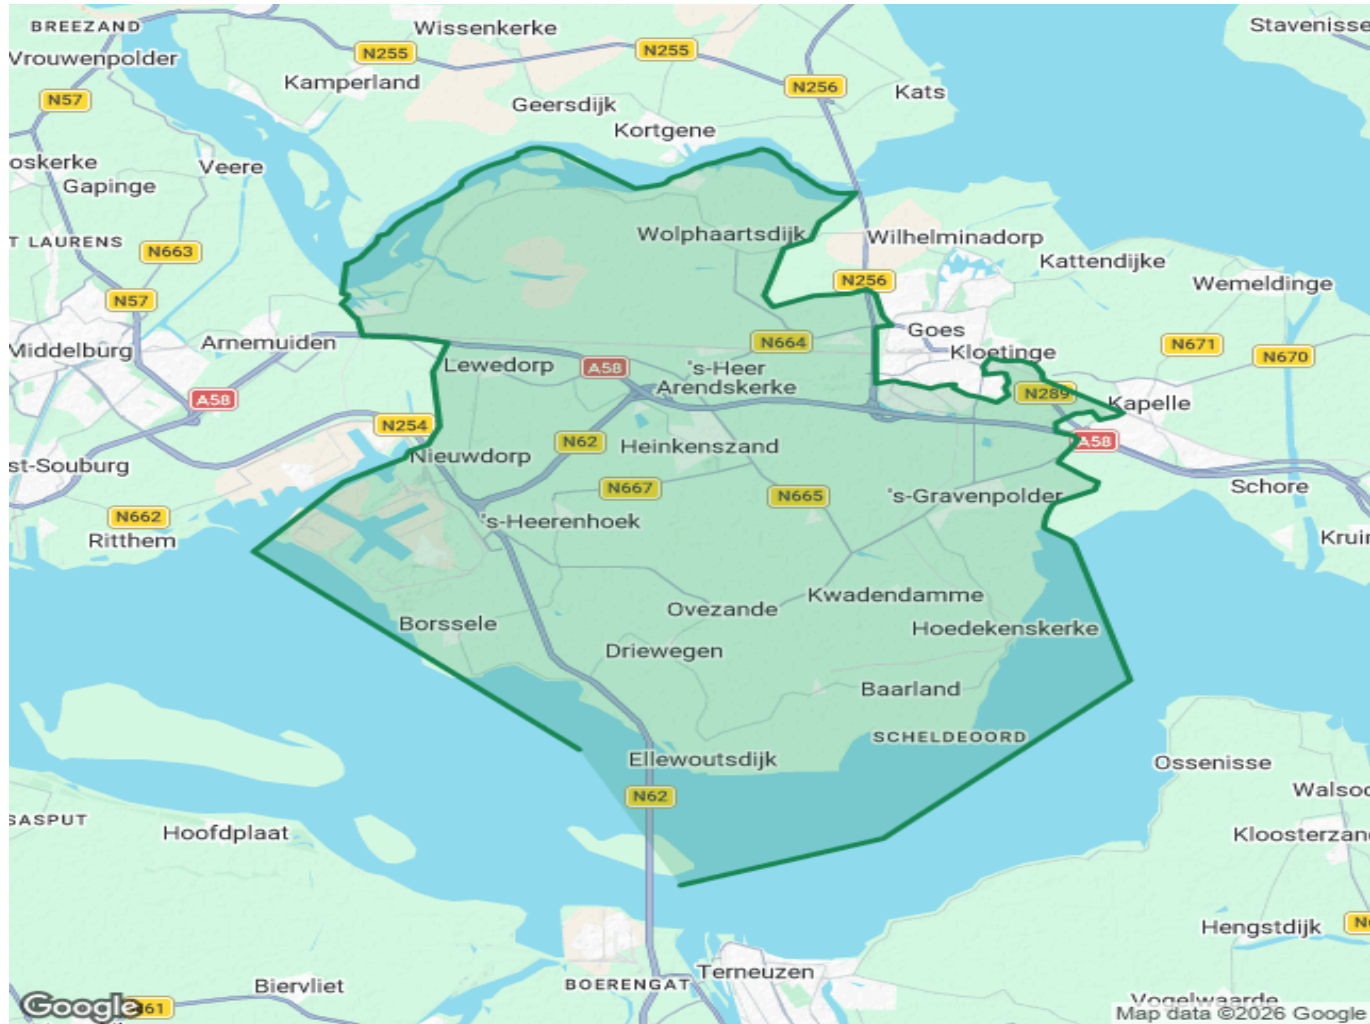 BREEZAND
Wissenkerke
Stavenisse
Vrouwenpolder
N255
N255
Kamperland
N256
Kats
N57
Geersdijk
Kortgene
oskerke
Veere
Gapinge
T LAURENS
N663
Wolphaartsdijk
Wilhelminadorp
Kattendijke
N256
Wemeldinge
N57
Goes
Arnemuiden
Middelburg
N664
Kloetinge
N671
N670
Lewedorp
A58
's-Heer
Arendskerke
A58
N289
Kapelle
N254
N62
Heinkenszand
A58
st-Souburg
Nieuwdorp
N667
N665
's-Gravenpolder
Schore
N662
's-Heerenhoek
Ritthem
Kruin
Kwadendamme
Ovezande
Borssele
Hoedekenskerke
Driewegen
Baarland
SCHELDEOORD
Ellewoutsdijk
Ossenisse
N62
Walsoo
SASPUT
Hoofdplaat
Kloosterzan
Hengstdijk
Terneuzen
Biervliet
BOERENGAT
Vogelwaarde
Google
61
Map data ©2026 Google